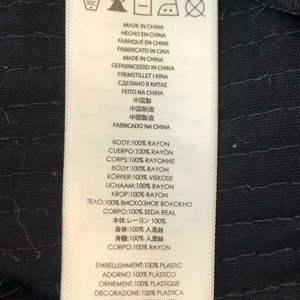 MADE IN CHINA
HECHO EN CHINA
FABRIQUÉ EN CHINE
FABBRICATO IN CINA
MADE IN CHINA
GEFABRICEERD IN CHINA
FREMSTILLET I KINA
СДЕЛАНО В КИТАЕ
FEITO NA CHINA
中国製
中国制造
中國製造
FABRICADO NA CHINA
BODY:100% RAYON
CUERPO:100% RAYÓN
CORPS:100% RAYONNE
BODY:100% RAYON
KÖRPER:100% VISKOSE
LICHAAM:100% RAYON
KROP:100% RAYON
ТЕЛО:100% ВИСКОЗНОЕ ВОЛОКНО
CORPO:100% SEDA REAL
本体:レーヨン 100%
身体:100% 人造丝
身體:100% 人造絲
CORPO:100% RAYON
EMBELLISHMENT:100% PLASTIC
ADORNO:100% PLÁSTICO
ORNEMENT:100% PLASTIQUE
DECORAZIONE:100% PLASTICA